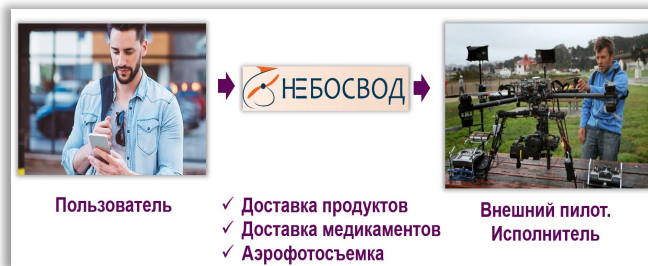 НЕБОСВОД
Пользователь
✓ Доставка продуктов
✓ Доставка медикаментов
✓ Аэрофотосъемка
Внешний пилот.
Исполнитель